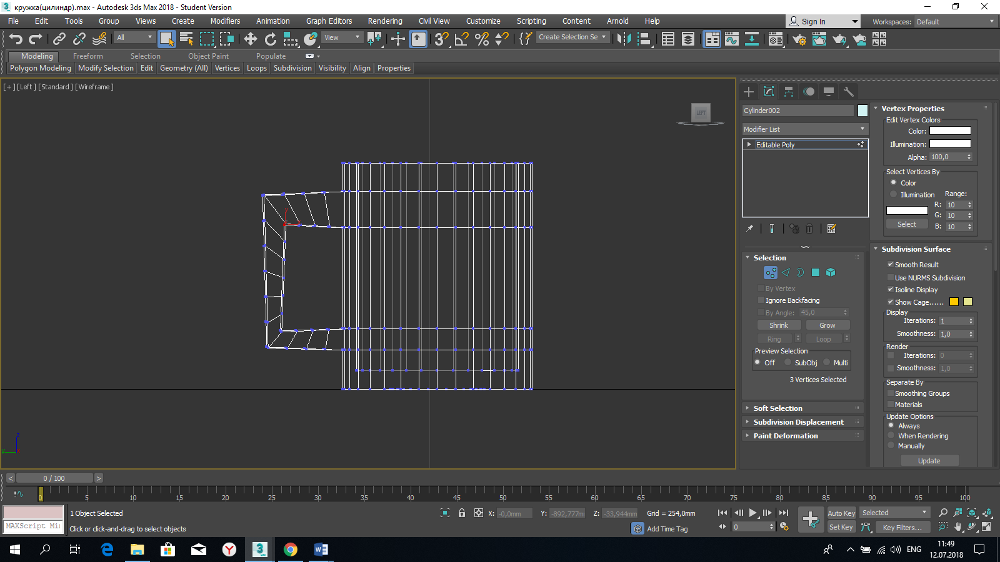 кружка(цилиндр).max - Autodesk 3ds Max 2018 - Student Version
File Edit Tools Group Views Create Modifiers Animation Graph Editors Rendering Civil View Customize Scripting Content Arnold Help
Sign In Workspaces: Default
All View Create Selection Se
Modeling Freeform Selection Object Paint Populate
Polygon Modeling Modify Selection Edit Geometry (All) Vertices Loops Subdivision Visibility Align Properties
[+] [Left] [Standard] [Wireframe]
LEFT
y
z
y
Cylinder002
Modifier List
Editable Poly
Selection
By Vertex
Ignore Backfacing
By Angle: 45,0
Shrink Grow
Ring Loop
Preview Selection
Off SubObj Multi
3 Vertices Selected
Soft Selection
Subdivision Displacement
Paint Deformation
Vertex Properties
Edit Vertex Colors
Color:
Illumination:
Alpha: 100,0
Select Vertices By
Color
Illumination Range:
R: 10
G: 10
Select
B: 10
Subdivision Surface
Smooth Result
Use NURMS Subdivision
Isoline Display
Show Cage......
Display
Iterations: 1
Smoothness: 1,0
Render
Iterations: 0
Smoothness: 1,0
Separate By
Smoothing Groups
Materials
Update Options
Always
When Rendering
Manually
Update
< 0 / 100 >
0 5 10 15 20 25 30 35 40 45 50 55 60 65 70 75 80 85 90 95 100
1 Object Selected
X: -0,0mm Y: -892,777m Z: -33,944mm Grid = 254,0mm
Auto Key Selected
MAXScript Mi
Click or click-and-drag to select objects
Add Time Tag
0
Set Key Key Filters...
ENG
11:49
12.07.2018